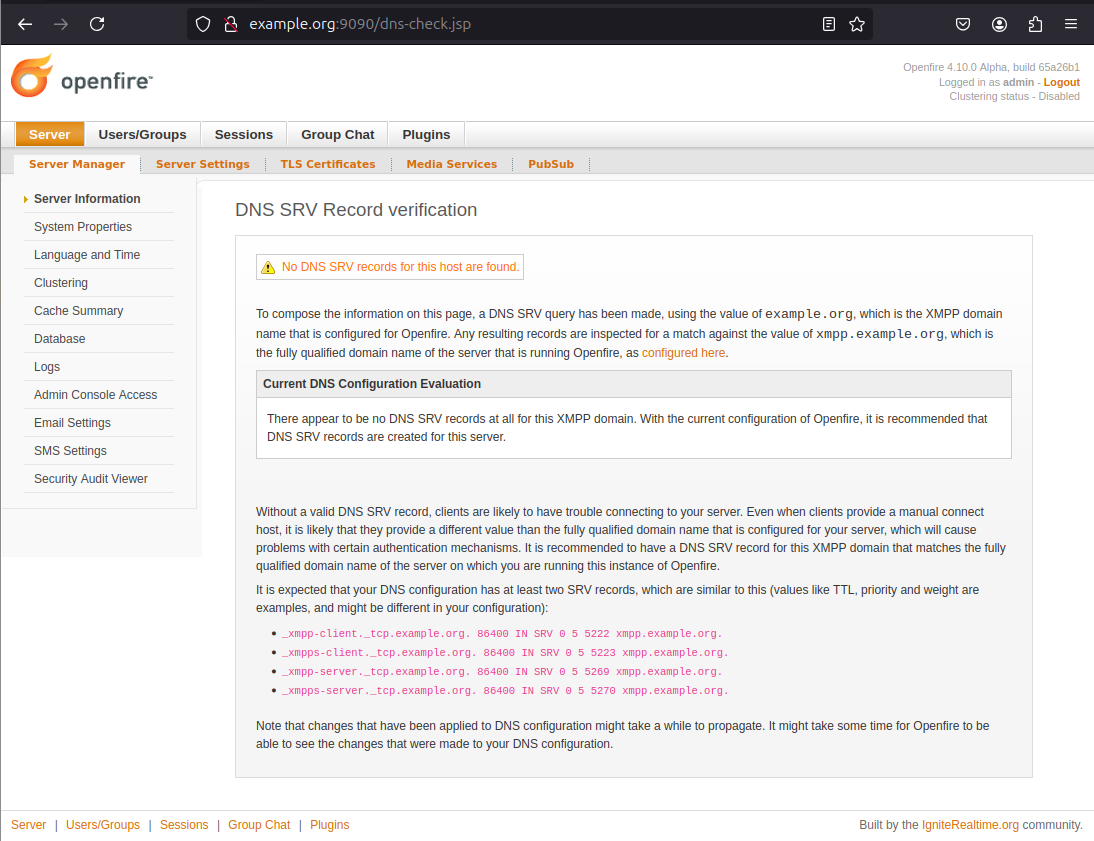 example.org:9090/dns-check.jsp
openfire™
Openfire 4.10.0 Alpha, build 65a26b1
Logged in as admin - Logout
Clustering status - Disabled
Server Users/Groups Sessions Group Chat Plugins
Server Manager Server Settings TLS Certificates Media Services PubSub
Server Information
System Properties
Language and Time
Clustering
Cache Summary
Database
Logs
Admin Console Access
Email Settings
SMS Settings
Security Audit Viewer
DNS SRV Record verification
No DNS SRV records for this host are found.
To compose the information on this page, a DNS SRV query has been made, using the value of example.org, which is the XMPP domain
name that is configured for Openfire. Any resulting records are inspected for a match against the value of xmpp.example.org, which is
the fully qualified domain name of the server that is running Openfire, as configured here.
Current DNS Configuration Evaluation
There appear to be no DNS SRV records at all for this XMPP domain. With the current configuration of Openfire, it is recommended that
DNS SRV records are created for this server.
Without a valid DNS SRV record, clients are likely to have trouble connecting to your server. Even when clients provide a manual connect
host, it is likely that they provide a different value than the fully qualified domain name that is configured for your server, which will cause
problems with certain authentication mechanisms. It is recommended to have a DNS SRV record for this XMPP domain that matches the fully
qualified domain name of the server on which you are running this instance of Openfire.
It is expected that your DNS configuration has at least two SRV records, which are similar to this (values like TTL, priority and weight are
examples, and might be different in your configuration):
• _xmpp-client._tcp.example.org. 86400 IN SRV 0 5 5222 xmpp.example.org.
• _xmpps-client._tcp.example.org. 86400 IN SRV 0 5 5223 xmpp.example.org.
• _xmpp-server._tcp.example.org. 86400 IN SRV 0 5 5269 xmpp.example.org.
• _xmpps-server._tcp.example.org. 86400 IN SRV 0 5 5270 xmpp.example.org.
Note that changes that have been applied to DNS configuration might take a while to propagate. It might take some time for Openfire to be
able to see the changes that were made to your DNS configuration.
Server | Users/Groups | Sessions | Group Chat | Plugins
Built by the IgniteRealtime.org community.